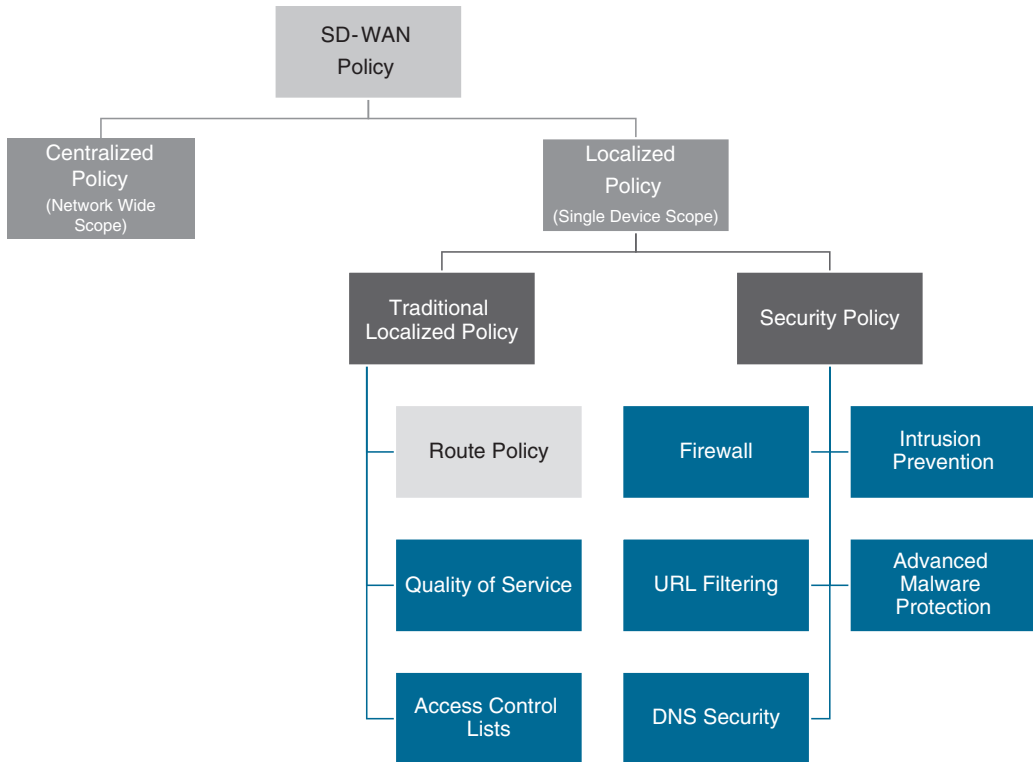 SD-WAN
Policy
Centralized
Policy
(Network Wide
Scope)
Localized
Policy
(Single Device Scope)
Traditional
Localized Policy
Security Policy
Route Policy
Firewall
Intrusion
Prevention
Quality of Service
URL Filtering
Advanced
Malware
Protection
Access Control
Lists
DNS Security